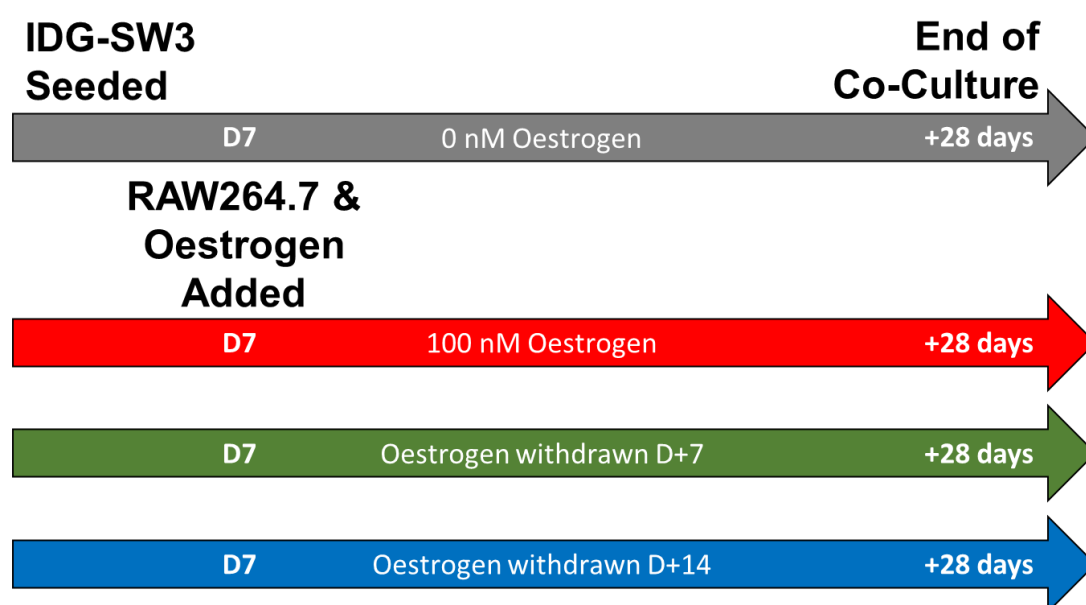 IDG-SW3
Seeded
End of
Co-Culture
D7 0 nM Oestrogen +28 days
RAW264.7 &
Oestrogen
Added
D7 100 nM Oestrogen +28 days
D7 Oestrogen withdrawn D+7 +28 days
D7 Oestrogen withdrawn D+14 +28 days